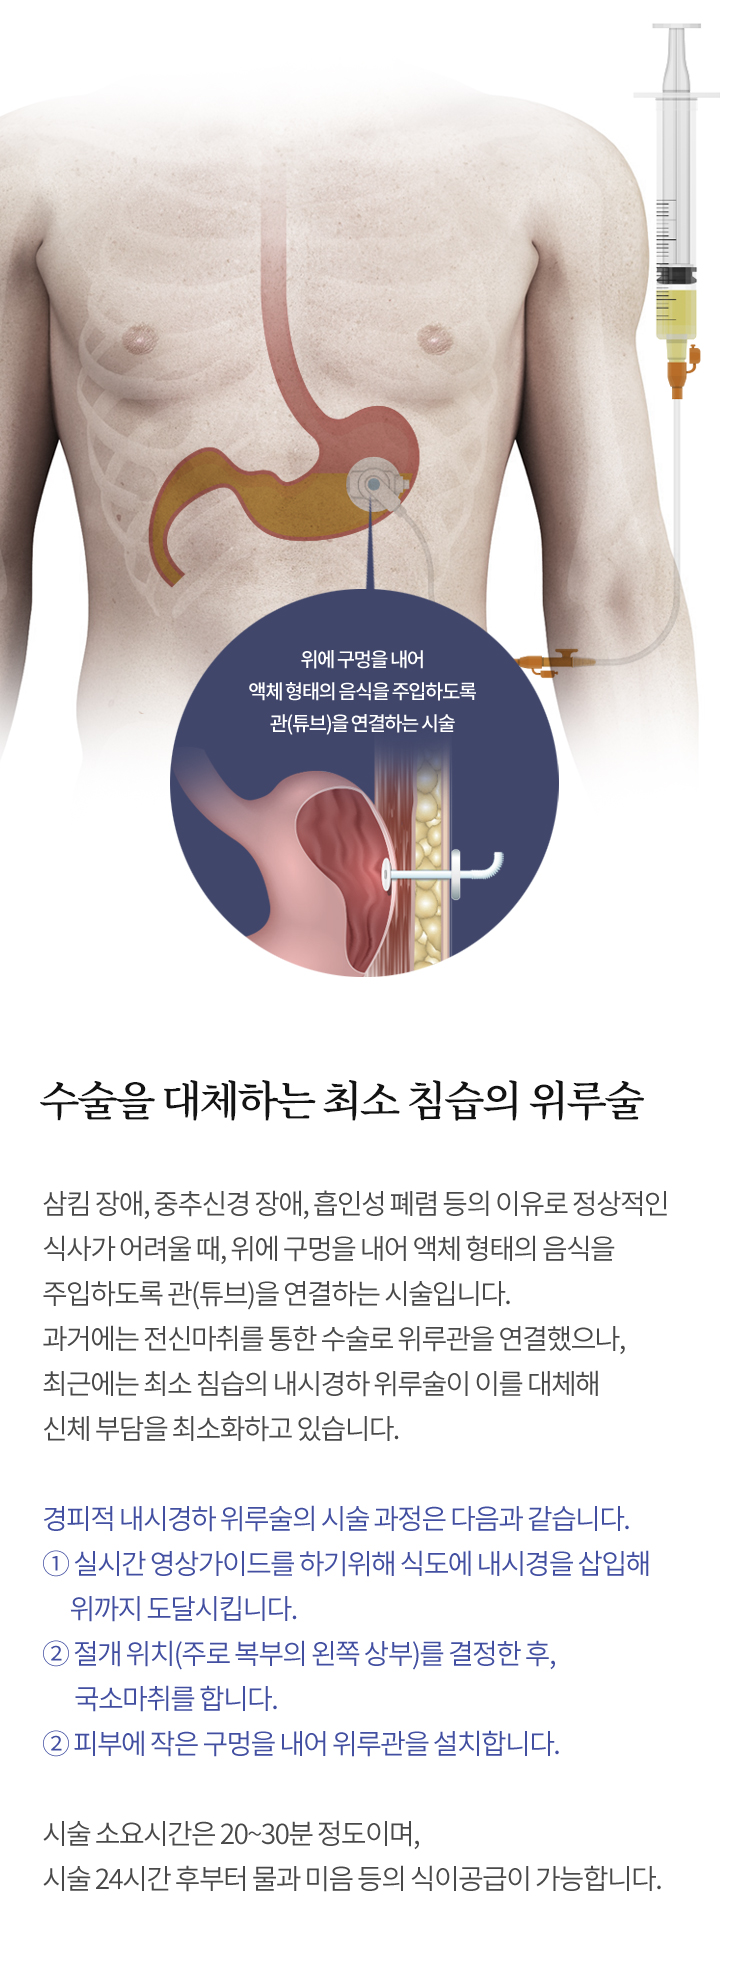 위에 구멍을 내어
액체 형태의 음식을 주입하도록
관(튜브)을 연결하는 시술
수술을 대체하는 최소 침습의 위루술
삼킴 장애, 중추신경 장애, 흡인성 폐렴 등의 이유로 정상적인
식사가 어려울 때, 위에 구멍을 내어 액체 형태의 음식을
주입하도록 관(튜브)을 연결하는 시술입니다.
과거에는 전신마취를 통한 수술로 위루관을 연결했으나,
최근에는 최소 침습의 내시경하 위루술이 이를 대체해
신체 부담을 최소화하고 있습니다.
경피적 내시경하 위루술의 시술 과정은 다음과 같습니다.
① 실시간 영상가이드를 하기위해 식도에 내시경을 삽입해
위까지 도달시킵니다.
② 절개 위치(주로 복부의 왼쪽 상부)를 결정한 후,
국소마취를 합니다.
② 피부에 작은 구멍을 내어 위루관을 설치합니다.
시술 소요시간은 20~30분 정도이며,
시술 24시간 후부터 물과 미음 등의 식이공급이 가능합니다.